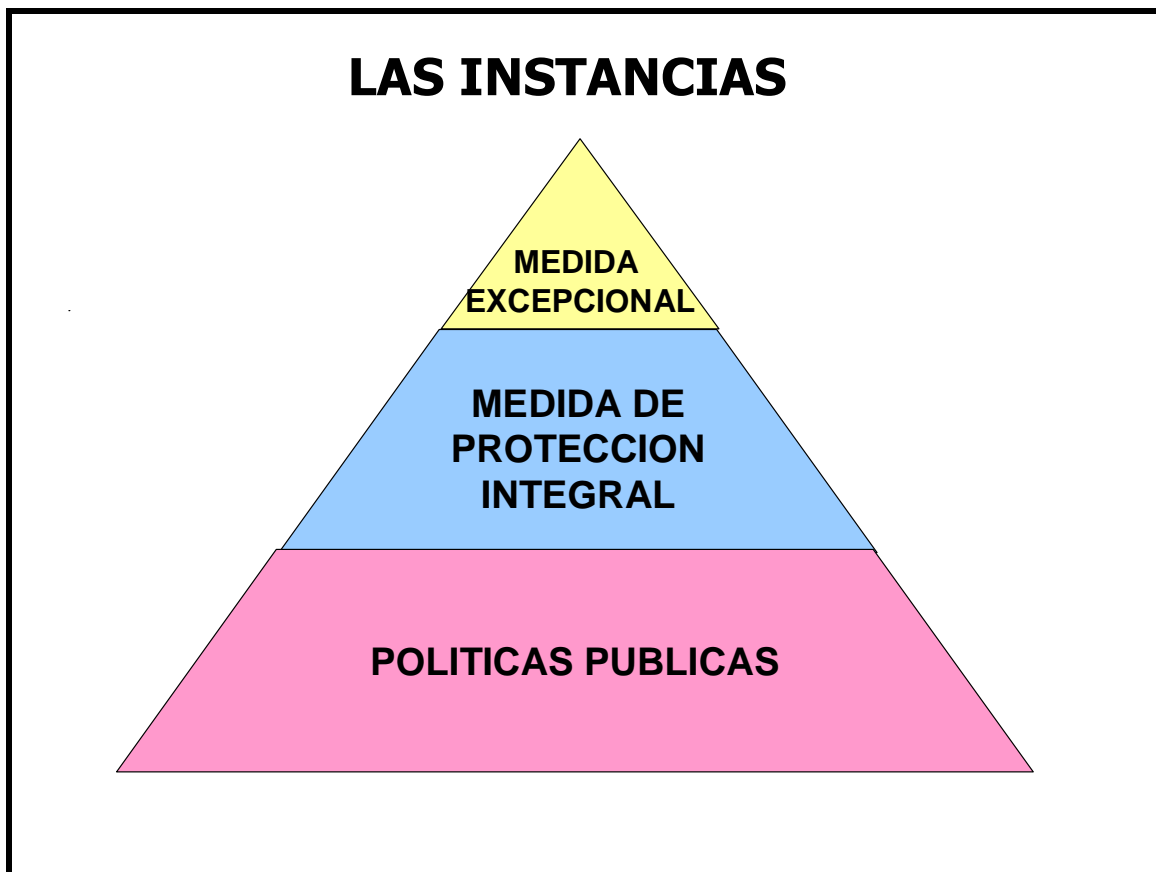 LAS INSTANCIAS
MEDIDA
EXCEPCIONAL
MEDIDA DE
PROTECCION
INTEGRAL
POLITICAS PUBLICAS